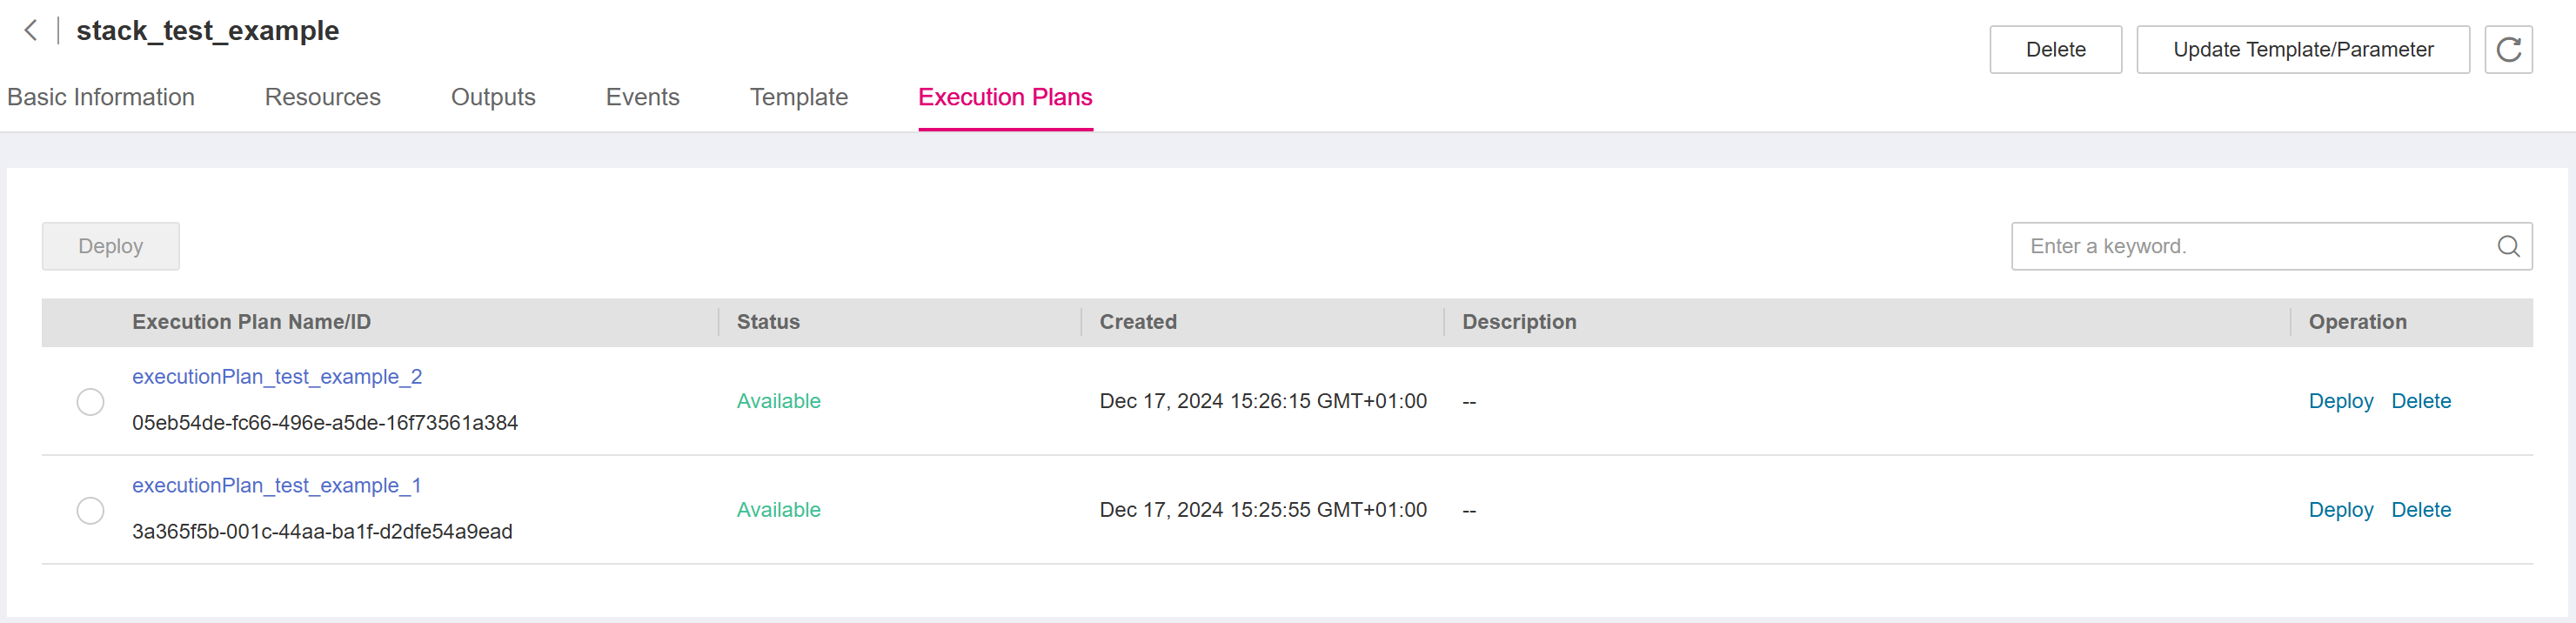 stack_test_example
Delete
Update Template/Parameter
Basic Information
Resources
Outputs
Events
Template
Execution Plans
Deploy
Enter a keyword.
Execution Plan Name/ID
Status
Created
Description
Operation
executionPlan_test_example_2
05eb54de-fc66-496e-a5de-16f73561a384
Available
Dec 17, 2024 15:26:15 GMT+01:00
--
Deploy Delete
executionPlan_test_example_1
3a365f5b-001c-44aa-ba1f-d2dfe54a9ead
Available
Dec 17, 2024 15:25:55 GMT+01:00
--
Deploy Delete